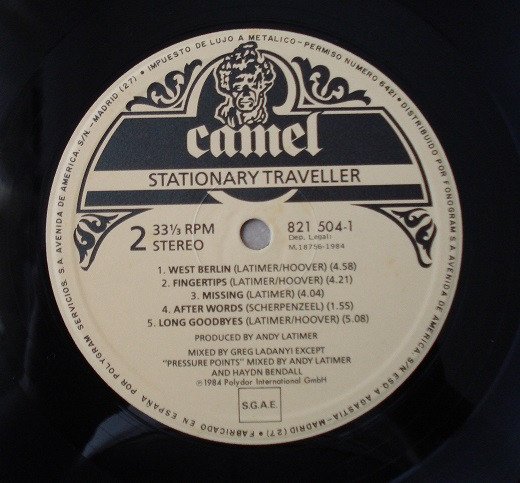 • IMPUESTO DE LUJO A METALICO - PERMISO NUMERO 6421 • DISTRIBUIDO POR FONOGRAM S A AVENIDA DE AMERICA, S/N ESQ A AGASTIA - MADRID (27) • FABRICADO EN ESPAÑA POR POLYGRAM SERVICIOS. S.A. AVENIDA DE AMERICA, S/N. - MADRID (27)
camel
STATIONARY TRAVELLER
2 33⅓ RPM 821 504-1
STEREO Dep. Legal:
M.18756-1984
1. WEST BERLIN (LATIMER/HOOVER) (4.58)
2. FINGERTIPS (LATIMER/HOOVER) (4.21)
3. MISSING (LATIMER) (4.04)
4. AFTER WORDS (SCHERPENZEEL) (1.55)
5. LONG GOODBYES (LATIMER/HOOVER) (5.08)
PRODUCED BY ANDY LATIMER
MIXED BY GREG LADANYI EXCEPT
"PRESSURE POINTS" MIXED BY ANDY LATIMER
AND HAYDN BENDALL
℗ 1984 Polydor International GmbH
S.G.A.E.